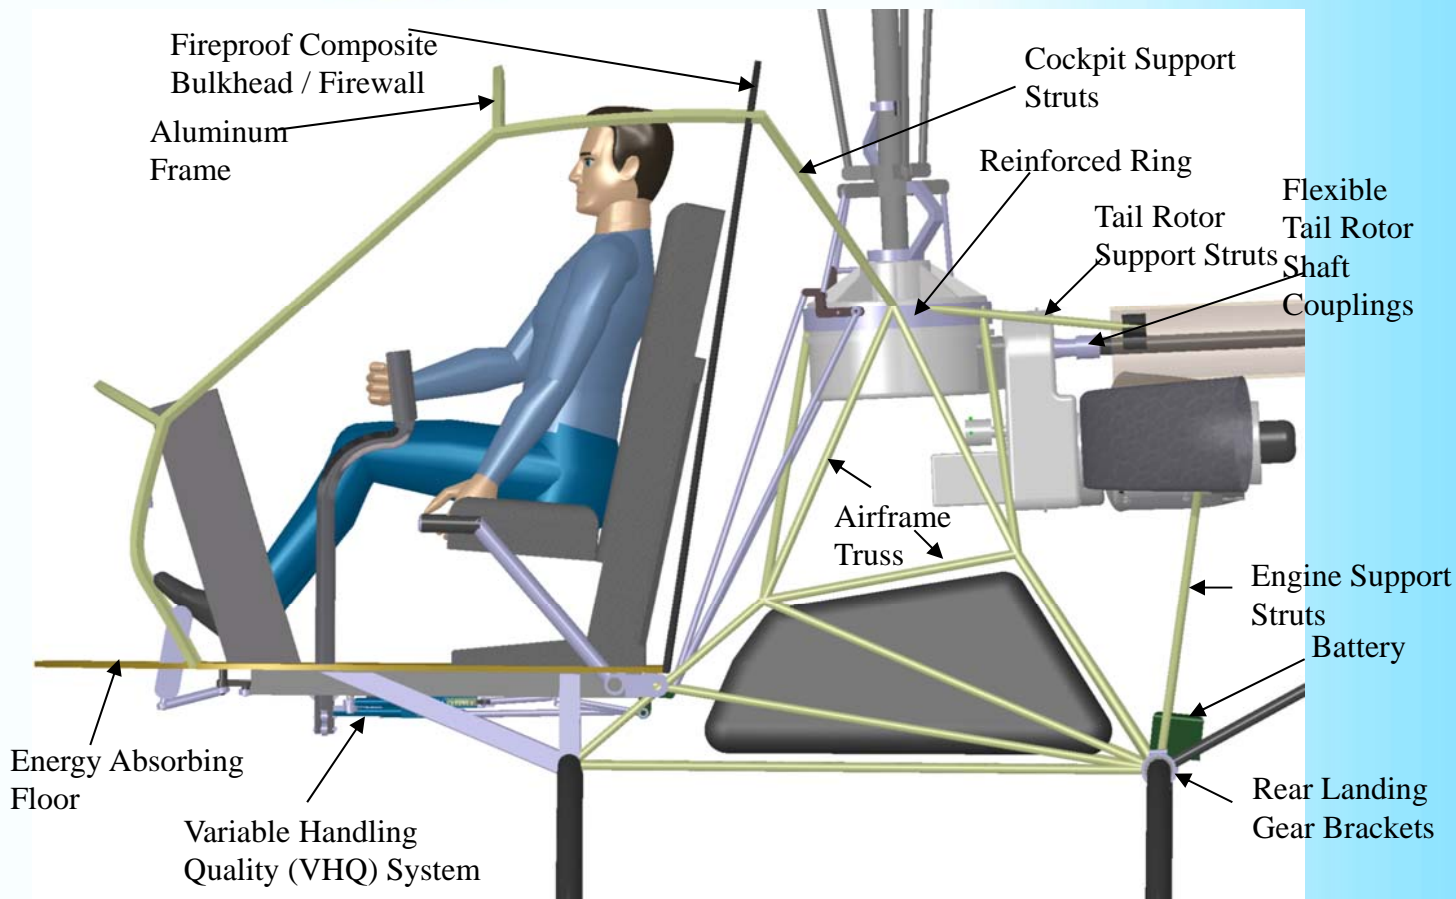 Fireproof Composite
Bulkhead / Firewall
Aluminum
Frame
Cockpit Support
Struts
Reinforced Ring
Flexible
Tail Rotor
Shaft
Couplings
Tail Rotor
Support Struts
Airframe
Truss
Engine Support
Struts
Battery
Energy Absorbing
Floor
Variable Handling
Quality (VHQ) System
Rear Landing
Gear Brackets